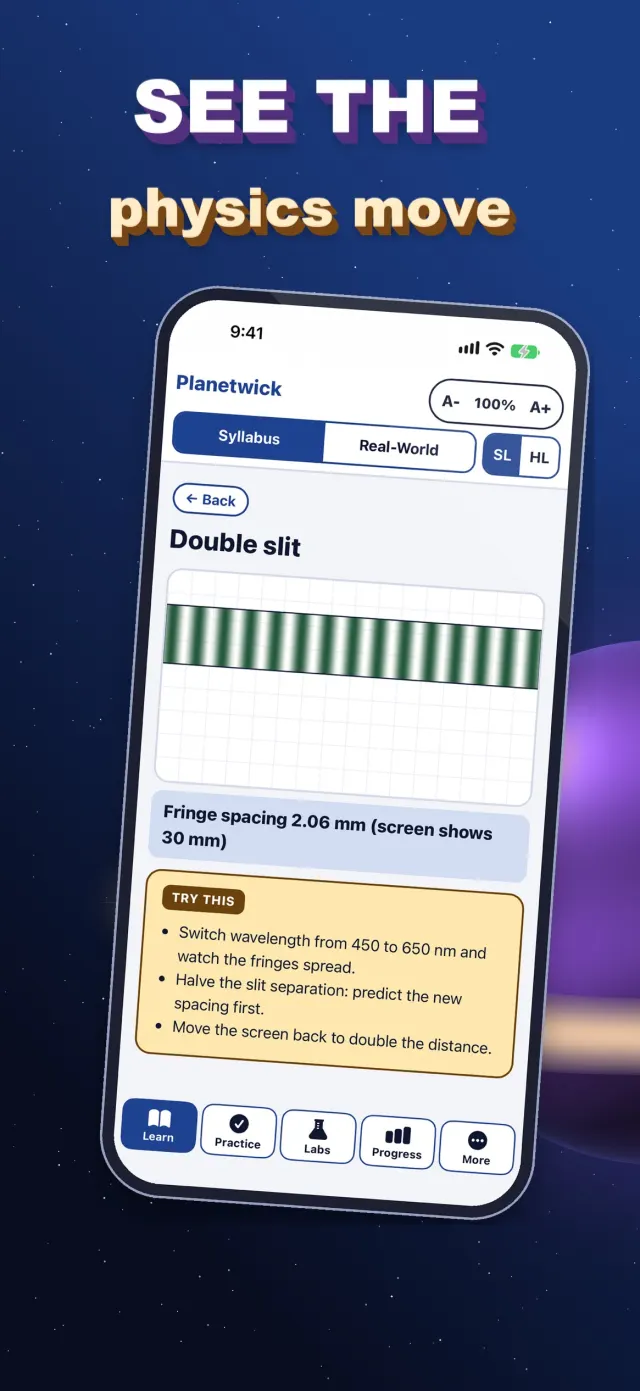 SEE THE
physics move
9:41
Planetwick
A- 100% A+
Syllabus Real-World SL HL
← Back
Double slit
Fringe spacing 2.06 mm (screen shows
30 mm)
TRY THIS
• Switch wavelength from 450 to 650 nm and
watch the fringes spread.
• Halve the slit separation: predict the new
spacing first.
• Move the screen back to double the distance.
Learn Practice Labs Progress More